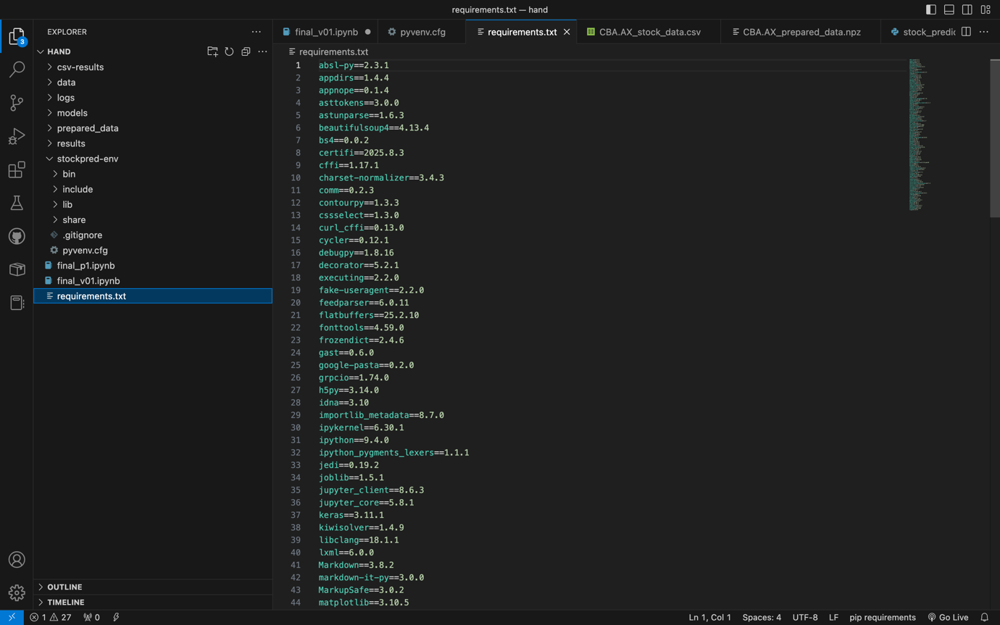 requirements.txt — hand
EXPLORER
HAND
csv-results
data
logs
models
prepared_data
results
stockpred-env
bin
include
lib
share
.gitignore
pyvenv.cfg
final_p1.ipynb
final_v01.ipynb
requirements.txt
OUTLINE
TIMELINE
3
final_v01.ipynb
pyvenv.cfg
requirements.txt
CBA.AX_stock_data.csv
CBA.AX_prepared_data.npz
stock_predic
requirements.txt
1 absl-py==2.3.1
2 appdirs==1.4.4
3 appnope==0.1.4
4 asttokens==3.0.0
5 astunparse==1.6.3
6 beautifulsoup4==4.13.4
7 bs4==0.0.2
8 certifi==2025.8.3
9 cffi==1.17.1
10 charset-normalizer==3.4.3
11 comm==0.2.3
12 contourpy==1.3.3
13 cssselect==1.3.0
14 curl_cffi==0.13.0
15 cycler==0.12.1
16 debugpy==1.8.16
17 decorator==5.2.1
18 executing==2.2.0
19 fake-useragent==2.2.0
20 feedparser==6.0.11
21 flatbuffers==25.2.10
22 fonttools==4.59.0
23 frozendict==2.4.6
24 gast==0.6.0
25 google-pasta==0.2.0
26 grpcio==1.74.0
27 h5py==3.14.0
28 idna==3.10
29 importlib_metadata==8.7.0
30 ipykernel==6.30.1
31 ipython==9.4.0
32 ipython_pygments_lexers==1.1.1
33 jedi==0.19.2
34 joblib==1.5.1
35 jupyter_client==8.6.3
36 jupyter_core==5.8.1
37 keras==3.11.1
38 kiwisolver==1.4.9
39 libclang==18.1.1
40 lxml==6.0.0
41 Markdown==3.8.2
42 markdown-it-py==3.0.0
43 MarkupSafe==3.0.2
44 matplotlib==3.10.5
1 27 0 Ln 1, Col 1 Spaces: 4 UTF-8 LF pip requirements Go Live